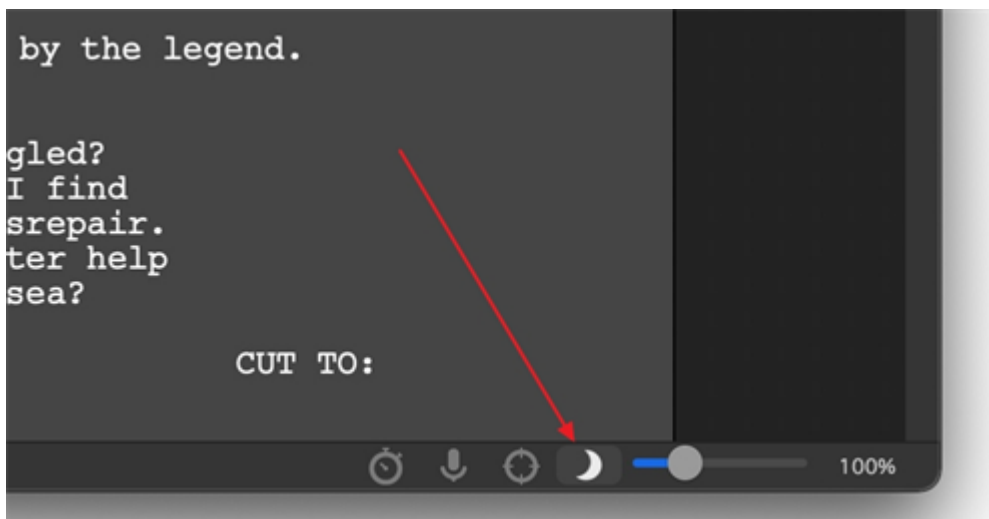 by the legend.
gled?
I find
srepair.
ter help
sea?
CUT TO:
100%